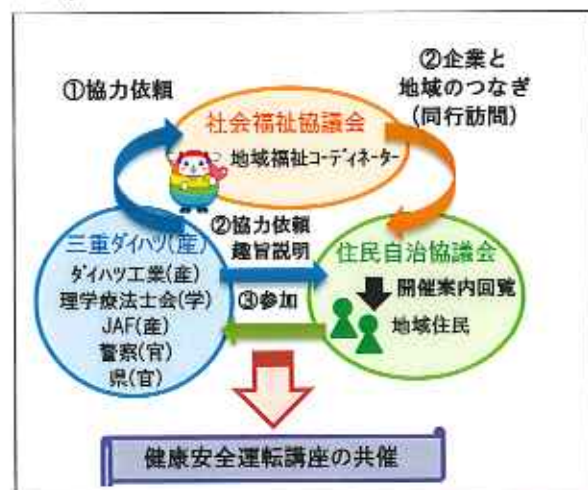 ①協力依頼
②企業と
地域のつなぎ
(同行訪問)
社会福祉協議会
地域福祉ｺｰﾃﾞｨﾈｰﾀｰ
②協力依頼
趣旨説明
三重ダイハツ(産)
ダイハツ工業(産)
理学療法士会(学)
JAF(産)
警察(官)
県(官)
③参加
住民自治協議会
開催案内回覧
地域住民
健康安全運転講座の共催